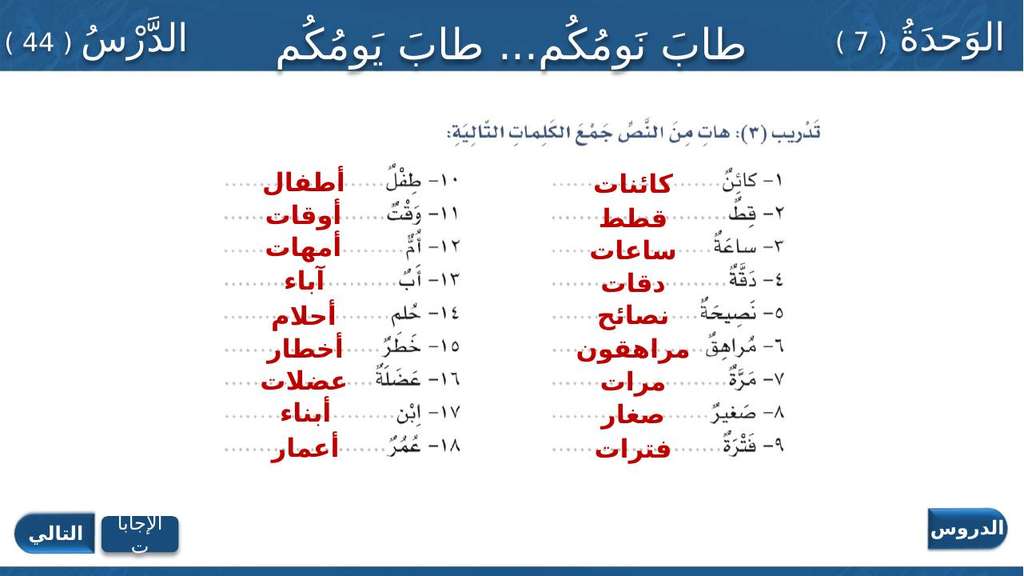 الوَحدَةُ ( 7 )
طابَ نَومُكُم... طابَ يَومُكُم
الدَّرْسُ ( 44 )
تَدْريب (٣): هاتِ مِنَ النَّصِّ جَمْعَ الكَلِماتِ التّالِيَةِ:
١- كائِنٌ كائنات
٢- قِطٌّ قطط
٣- ساعَةٌ ساعات
٤- دَقَّةٌ دقات
٥- نَصِيحَةٌ نصائح
٦- مُراهِقٌ مراهقون
٧- مَرَّةٌ مرات
٨- صَغيرٌ صغار
٩- فَتْرَةٌ فترات
١٠- طِفْلٌ أطفال
١١- وَقْتٌ أوقات
١٢- أُمٌّ أمهات
١٣- أَبٌ آباء
١٤- حُلم أحلام
١٥- خَطَرٌ أخطار
١٦- عَضَلَةٌ عضلات
١٧- اِبْن أبناء
١٨- عُمُرٌ أعمار
الدروس
الإجابا
ت
التالي